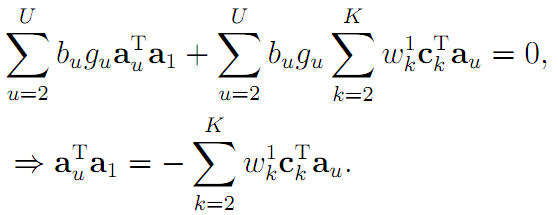 \sum_{u=2}^{U} b_u g_u \mathbf{a}_u^{\mathrm{T}} \mathbf{a}_1 + \sum_{u=2}^{U} b_u g_u \sum_{k=2}^{K} w_k^1 \mathbf{c}_k^{\mathrm{T}} \mathbf{a}_u = 0,
\Rightarrow \mathbf{a}_u^{\mathrm{T}} \mathbf{a}_1 = - \sum_{k=2}^{K} w_k^1 \mathbf{c}_k^{\mathrm{T}} \mathbf{a}_u.